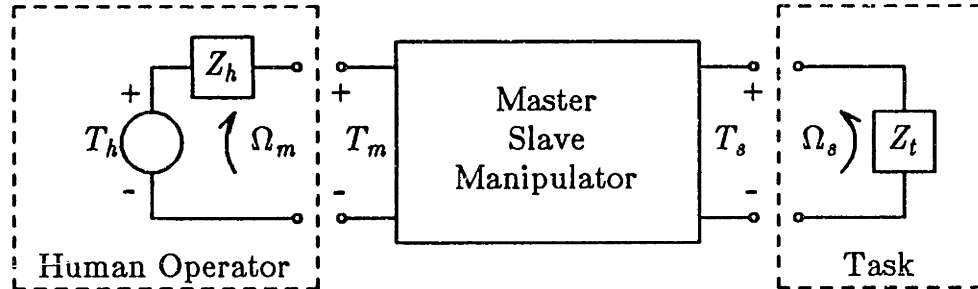 Z_h
+
T_h
-
Ω_m
+
T_m
-
Master
Slave
Manipulator
+
T_s
-
Ω_s
Z_t
Human Operator
Task